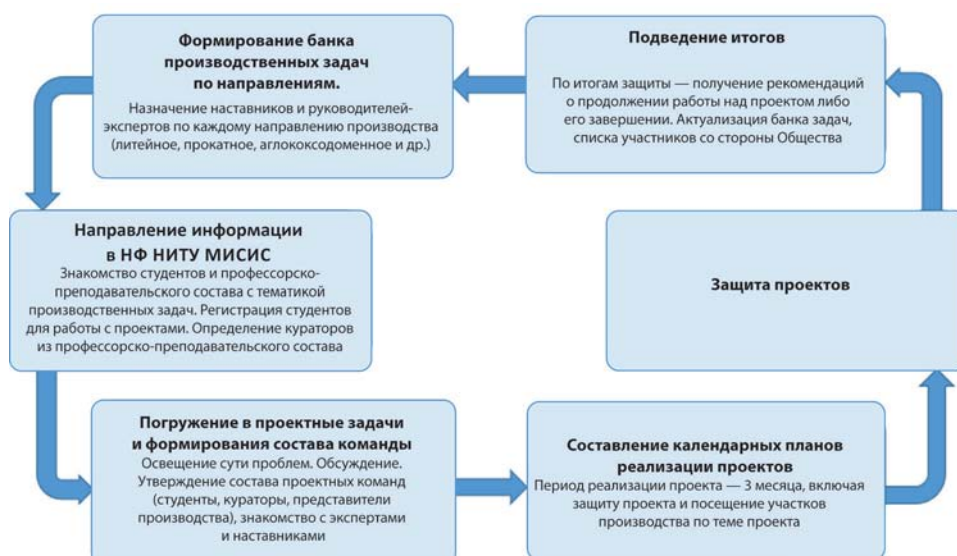 Формирование банка
производственных задач
по направлениям.
Назначение наставников и руководителей-
экспертов по каждому направлению производства
(литейное, прокатное, аглококсодоменное и др.)
Направление информации
в НФ НИТУ МИСИС
Знакомство студентов и профессорско-
преподавательского состава с тематикой
производственных задач. Регистрация студентов
для работы с проектами. Определение кураторов
из профессорско-преподавательского состава
Погружение в проектные задачи
и формирования состава команды
Освещение сути проблем. Обсуждение.
Утверждение состава проектных команд
(студенты, кураторы, представители
производства), знакомство с экспертами
и наставниками
Составление календарных планов
реализации проектов
Период реализации проекта — 3 месяца, включая
защиту проекта и посещение участков
производства по теме проекта
Защита проектов
Подведение итогов
По итогам защиты — получение рекомендаций
о продолжении работы над проектом либо
его завершении. Актуализация банка задач,
списка участников со стороны Общества